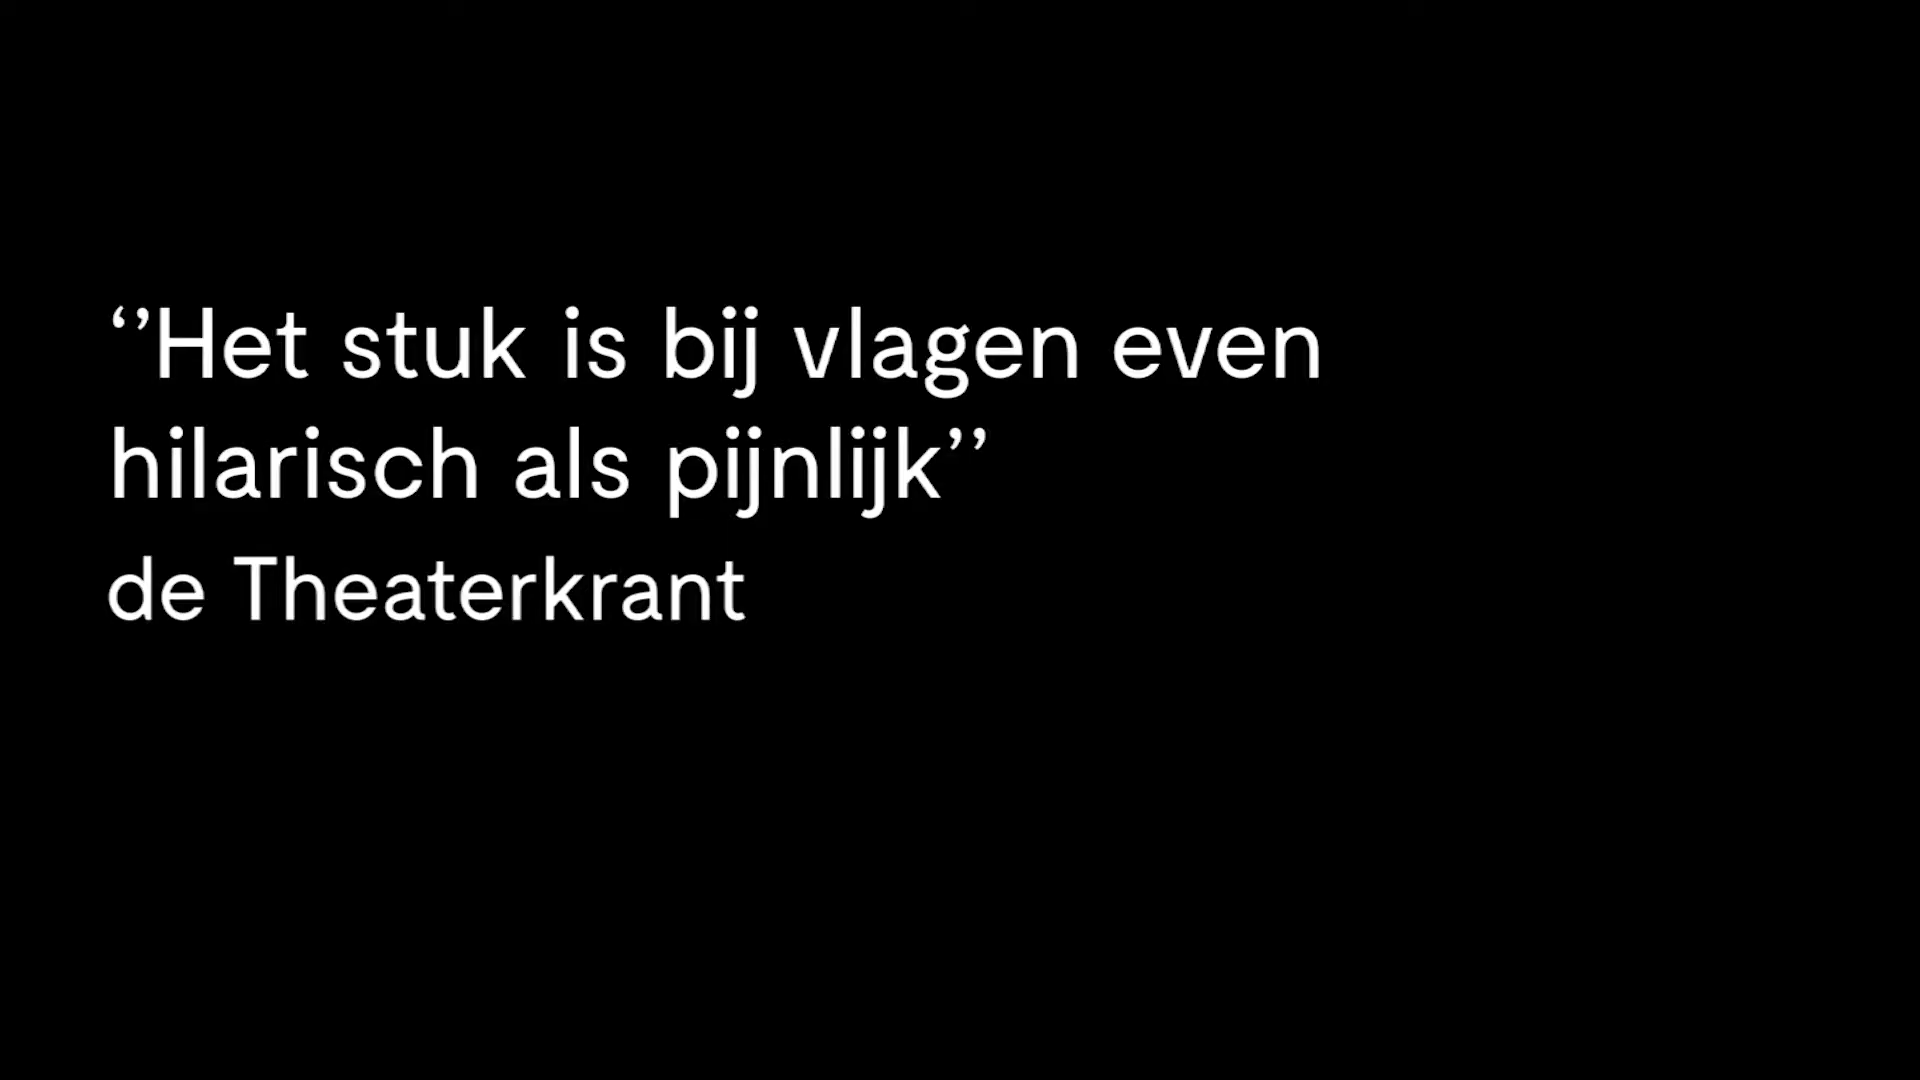 ‘’Het stuk is bij vlagen even
hilarisch als pijnlijk’’
de Theaterkrant